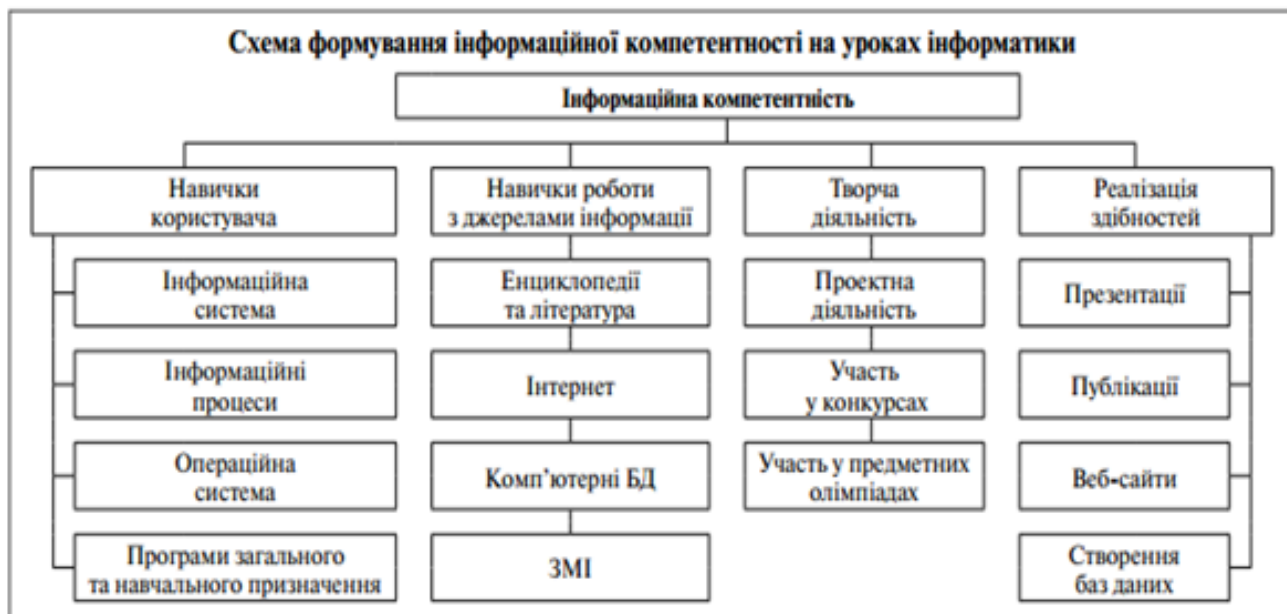 Схема формування інформаційної компетентності на уроках інформатики
Інформаційна компетентність
Навички
користувача
Інформаційна
система
Інформаційні
процеси
Операційна
система
Програми загального
та навчального призначення
Навички роботи
з джерелами інформації
Енциклопедії
та література
Інтернет
Комп’ютерні БД
ЗМІ
Творча
діяльність
Проектна
діяльність
Участь
у конкурсах
Участь у предметних
олімпіадах
Реалізація
здібностей
Презентації
Публікації
Веб-сайти
Створення
баз даних